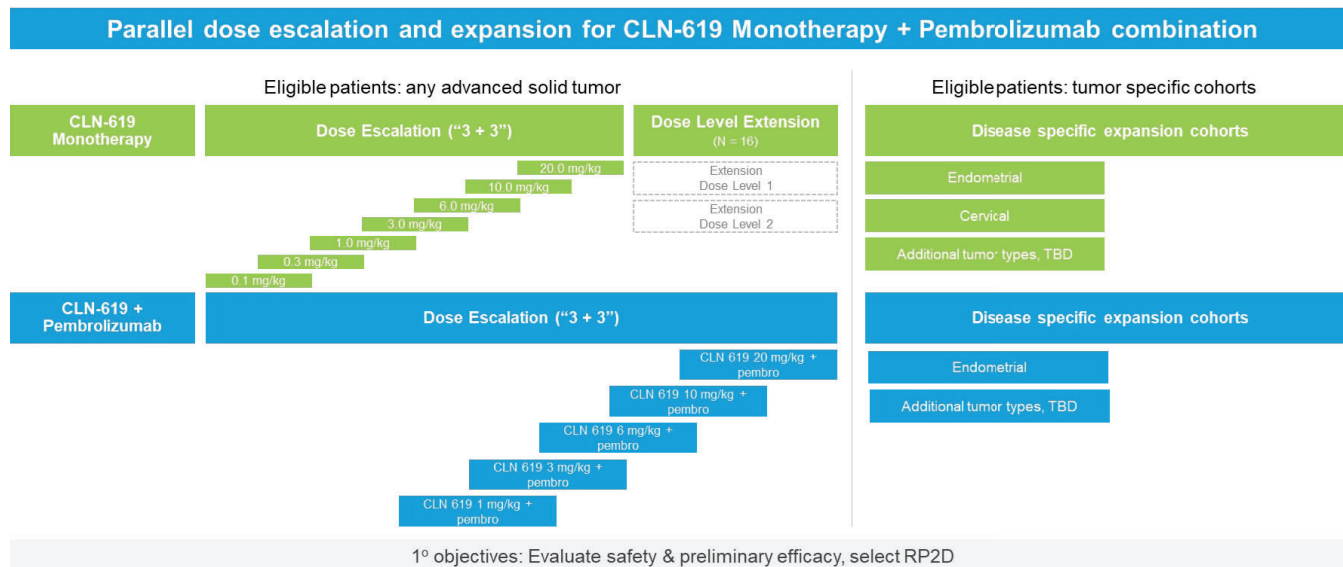 Parallel dose escalation and expansion for CLN-619 Monotherapy + Pembrolizumab combination
Eligible patients: any advanced solid tumor
Eligible patients: tumor specific cohorts
CLN-619
Monotherapy
Dose Escalation (“3 + 3”)
Dose Level Extension
(N = 16)
Disease specific expansion cohorts
20.0 mg/kg
10.0 mg/kg
6.0 mg/kg
3.0 mg/kg
1.0 mg/kg
0.3 mg/kg
0.1 mg/kg
Extension
Dose Level 1
Extension
Dose Level 2
Endometrial
Cervical
Additional tumor types, TBD
CLN-619 +
Pembrolizumab
Dose Escalation (“3 + 3”)
Disease specific expansion cohorts
CLN 619 20 mg/kg +
pembro
CLN 619 10 mg/kg +
pembro
CLN 619 6 mg/kg +
pembro
CLN 619 3 mg/kg +
pembro
CLN 619 1 mg/kg +
pembro
Endometrial
Additional tumor types, TBD
1º objectives: Evaluate safety & preliminary efficacy, select RP2D